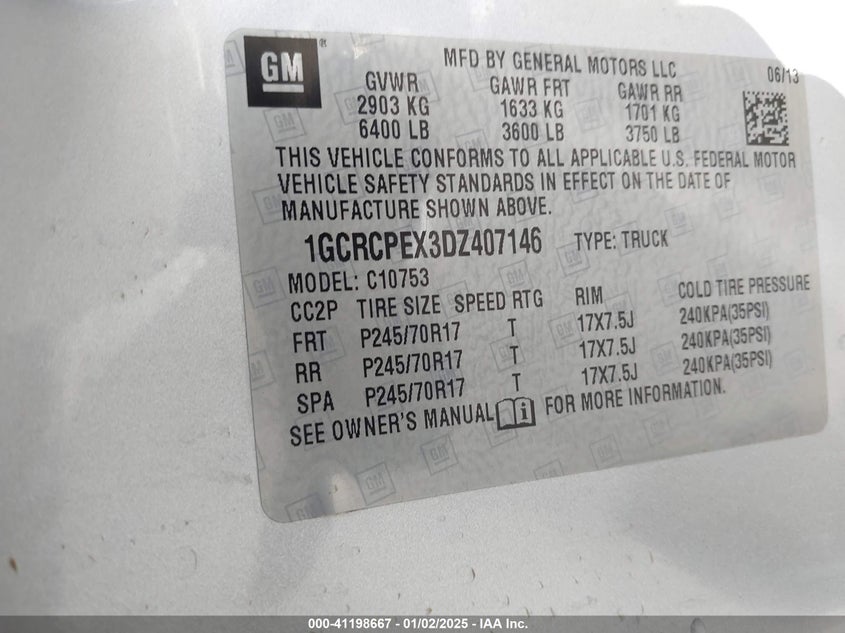 GM ®
MFD BY GENERAL MOTORS LLC
06/13
GVWR GAWR FRT GAWR RR
2903 KG 1633 KG 1701 KG
6400 LB 3600 LB 3750 LB
THIS VEHICLE CONFORMS TO ALL APPLICABLE U.S. FEDERAL MOTOR
VEHICLE SAFETY STANDARDS IN EFFECT ON THE DATE OF
MANUFACTURE SHOWN ABOVE.
1GCRCPEX3DZ407146 TYPE: TRUCK
MODEL: C10753
CC2P TIRE SIZE SPEED RTG RIM COLD TIRE PRESSURE
FRT P245/70R17 T 17X7.5J 240KPA(35PSI)
RR P245/70R17 T 17X7.5J 240KPA(35PSI)
SPA P245/70R17 T 17X7.5J 240KPA(35PSI)
SEE OWNER'S MANUAL FOR MORE INFORMATION.
000-41198667 - 01/02/2025 - IAA Inc.